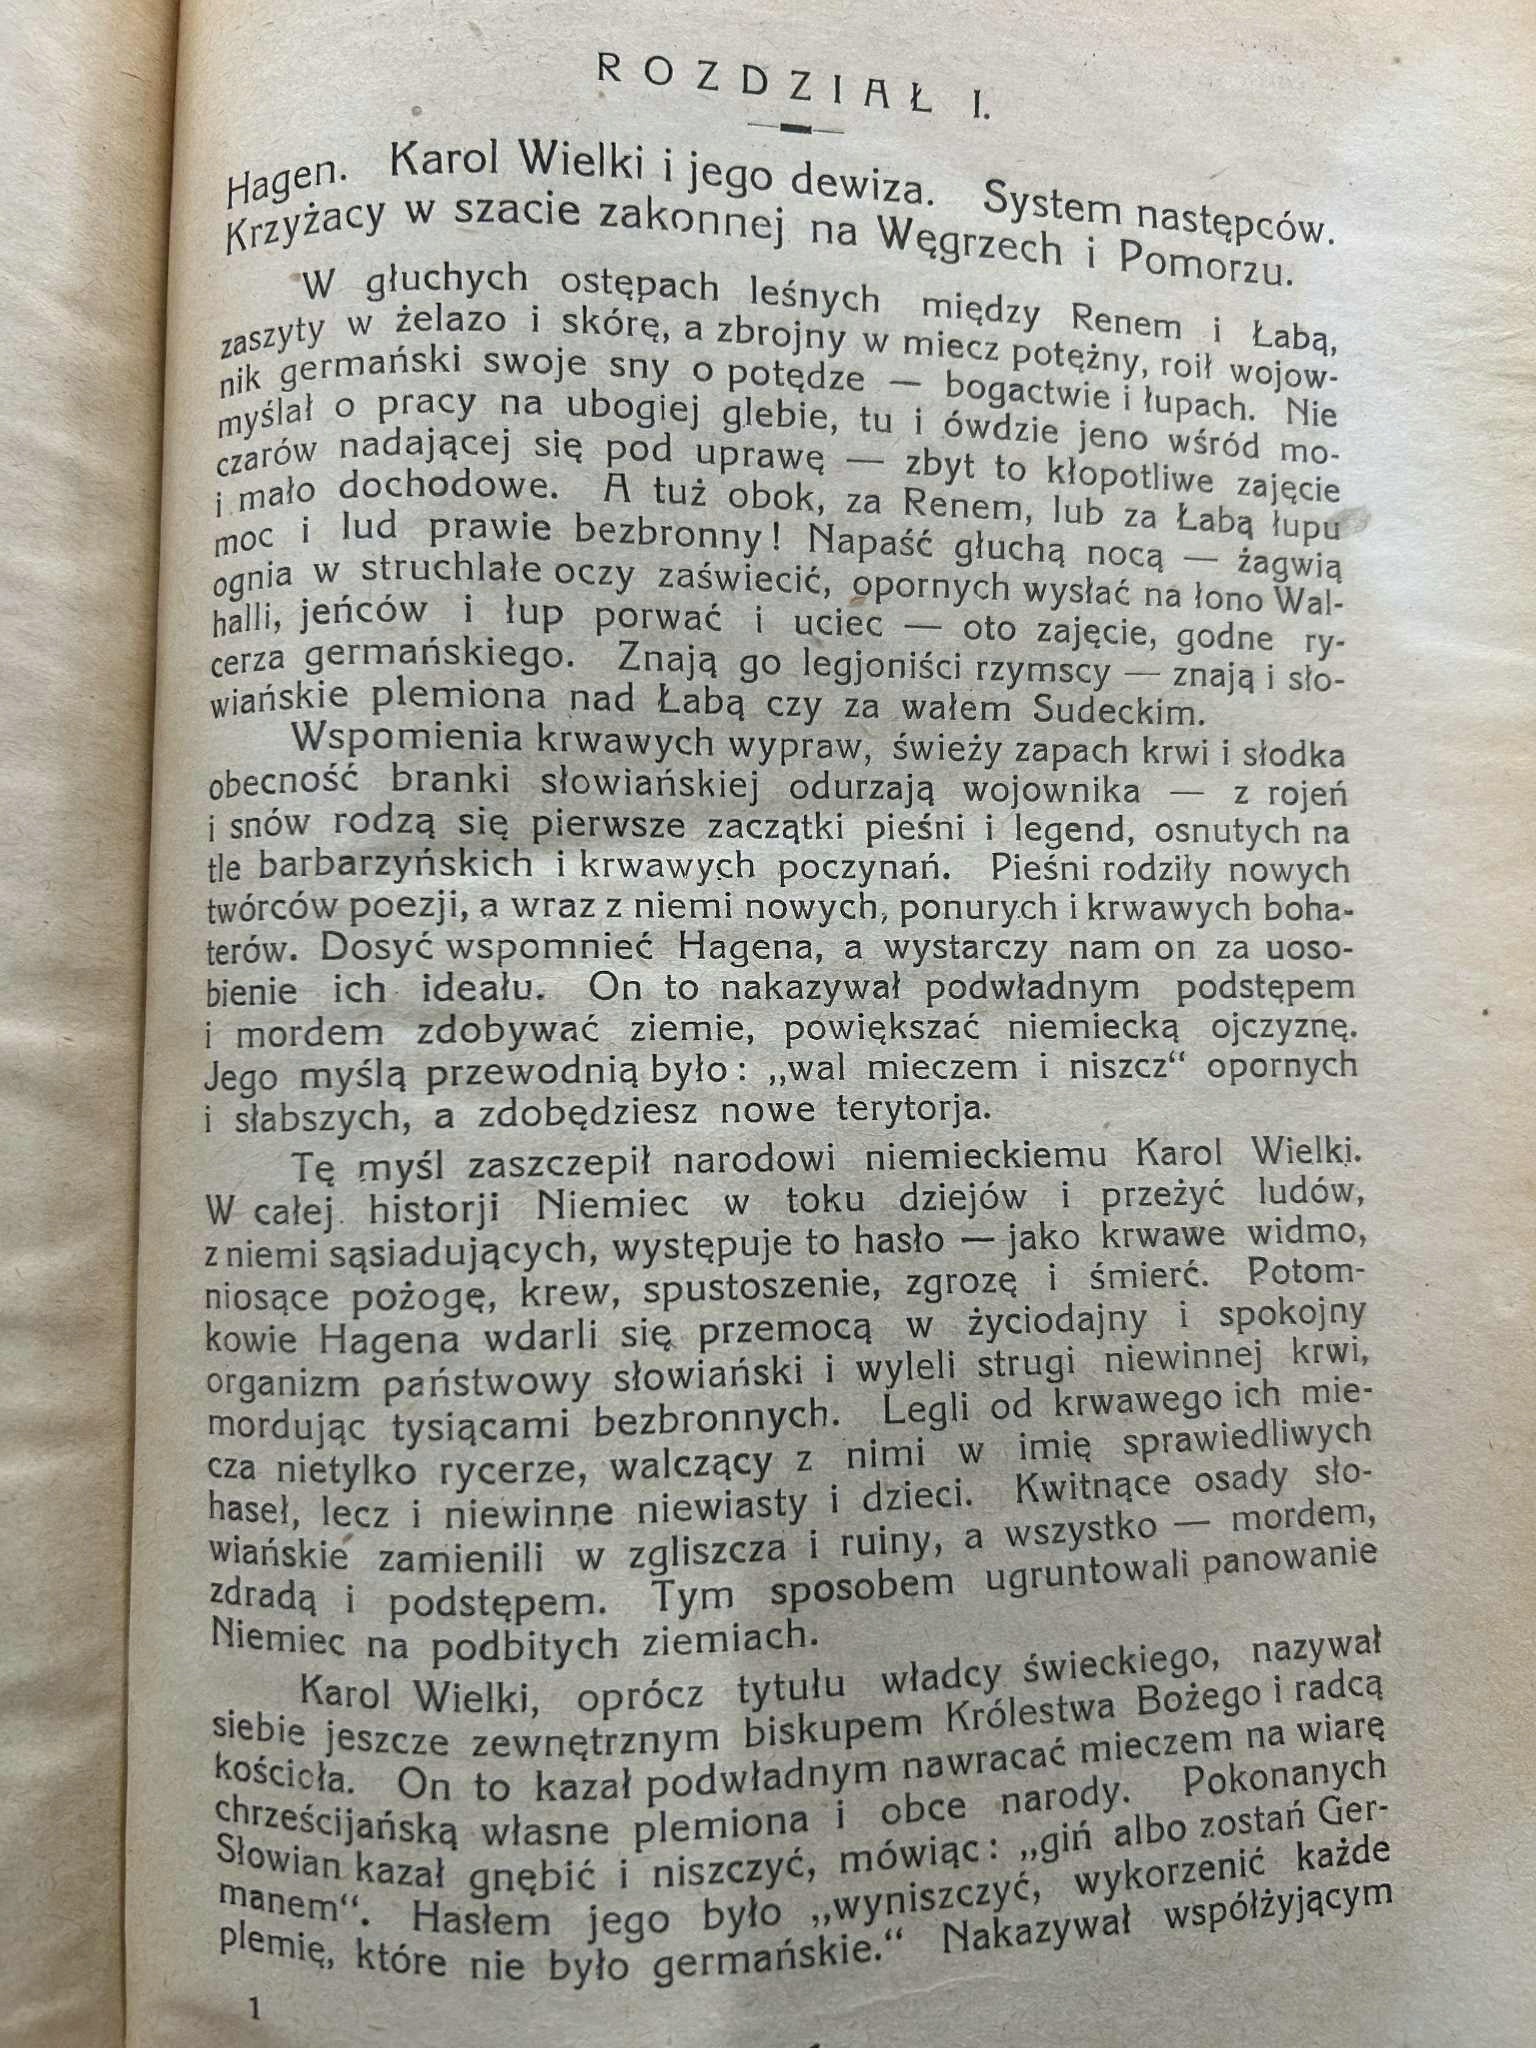 ROZDZIAŁ I.
Hagen. Karol Wielki i jego dewiza. System następców.
Krzyżacy w szacie zakonnej na Węgrzech i Pomorzu.
W głuchych ostępach leśnych między Renem i Łabą,
zaszyty w żelazo i skórę, a zbrojny w miecz potężny, roił wojow-
nik germański swoje sny o potędze — bogactwie i łupach. Nie
myślał o pracy na ubogiej glebie, tu i ówdzie jeno wśród mo-
czarów nadającej się pod uprawę — zbyt to kłopotliwe zajęcie
i mało dochodowe. A tuż obok, za Renem, lub za Łabą łupu
moc i lud prawie bezbronny! Napaść głuchą nocą — żagwią
ognia w struchlałe oczy zaświecić, opornych wysłać na łono Wal-
halli, jeńców i łup porwać i uciec — oto zajęcie, godne ry-
cerza germańskiego. Znają go legjoniści rzymscy — znają i sło-
wiańskie plemiona nad Łabą czy za wałem Sudeckim.
Wspomienia krwawych wypraw, świeży zapach krwi i słodka
obecność branki słowiańskiej odurzają wojownika — z rojeń
i snów rodzą się pierwsze zaczątki pieśni i legend, osnutych na
tle barbarzyńskich i krwawych poczynań. Pieśni rodziły nowych
twórców poezji, a wraz z niemi nowych, ponurych i krwawych boha-
terów. Dosyć wspomnieć Hagena, a wystarczy nam on za uoso-
bienie ich ideału. On to nakazywał podwładnym podstępem
i mordem zdobywać ziemie, powiększać niemiecką ojczyznę.
Jego myślą przewodnią było: „wal mieczem i niszcz“ opornych
i słabszych, a zdobędziesz nowe terytorja.
Tę myśl zaszczepił narodowi niemieckiemu Karol Wielki.
W całej historji Niemiec w toku dziejów i przeżyć ludów,
z niemi sąsiadujących, występuje to hasło — jako krwawe widmo,
niosące pożogę, krew, spustoszenie, zgrozę i śmierć. Potom-
kowie Hagena wdarli się przemocą w życiodajny i spokojny
organizm państwowy słowiański i wyleli strugi niewinnej krwi,
mordując tysiącami bezbronnych. Legli od krwawego ich mie-
cza nietylko rycerze, walczący z nimi w imię sprawiedliwych
haseł, lecz i niewinne niewiasty i dzieci. Kwitnące osady sło-
wiańskie zamienili w zgliszcza i ruiny, a wszystko — mordem,
zdradą i podstępem. Tym sposobem ugruntowali panowanie
Niemiec na podbitych ziemiach.
Karol Wielki, oprócz tytułu władcy świeckiego, nazywał
siebie jeszcze zewnętrznym biskupem Królestwa Bożego i radcą
kościoła. On to kazał podwładnym nawracać mieczem na wiarę
chrześcijańską własne plemiona i obce narody. Pokonanych
Słowian kazał gnębić i niszczyć, mówiąc: „giń albo zostań Ger-
manem“. Hasłem jego było „wyniszczyć, wykorzenić każde
plemię, które nie było germańskie.“ Nakazywał współżyjącym
1